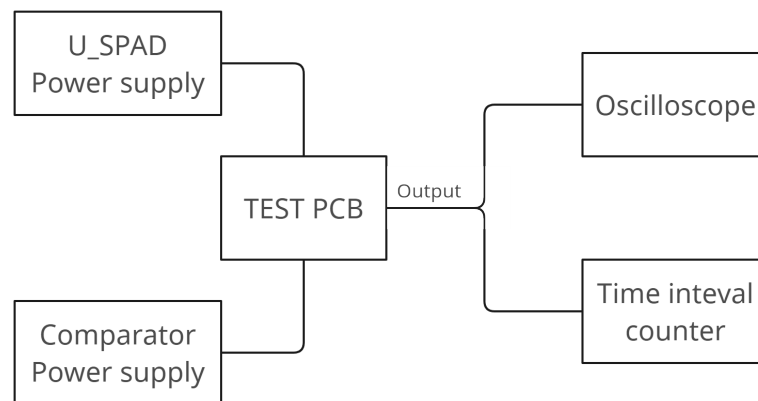 U_SPAD
Power supply
Oscilloscope
Output
TEST PCB
Time inteval
counter
Comparator
Power supply